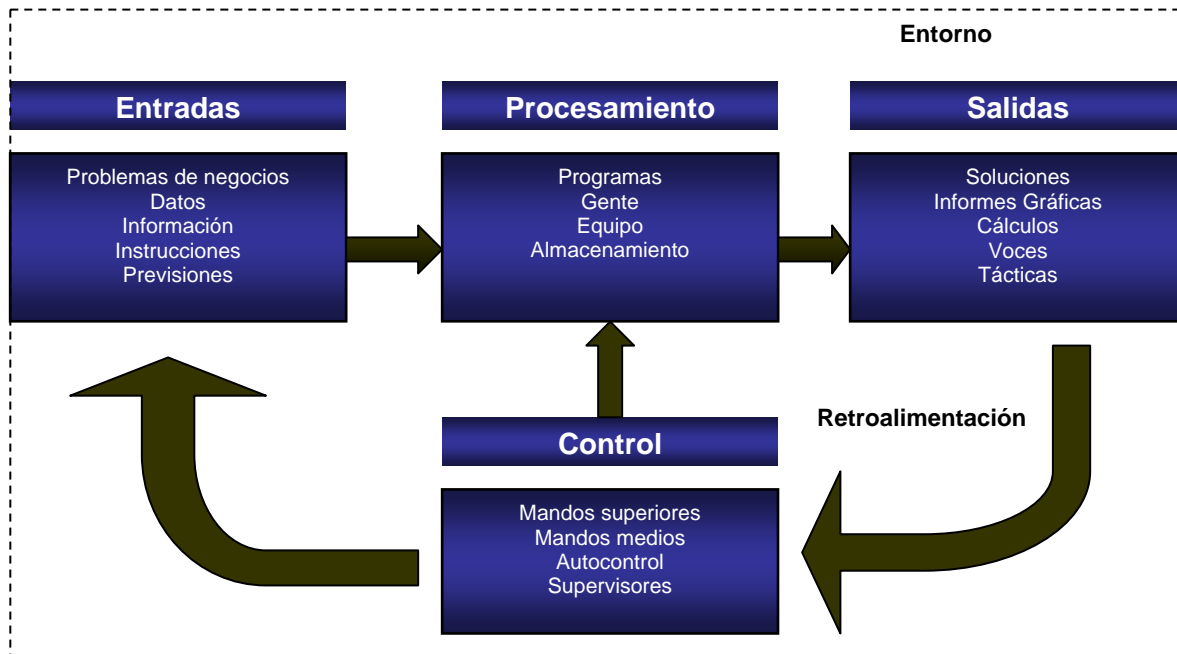 Entorno
Entradas
Procesamiento
Salidas
Problemas de negocios
Datos
Información
Instrucciones
Previsiones
Programas
Gente
Equipo
Almacenamiento
Soluciones
Informes Gráficas
Cálculos
Voces
Tácticas
Retroalimentación
Control
Mandos superiores
Mandos medios
Autocontrol
Supervisores